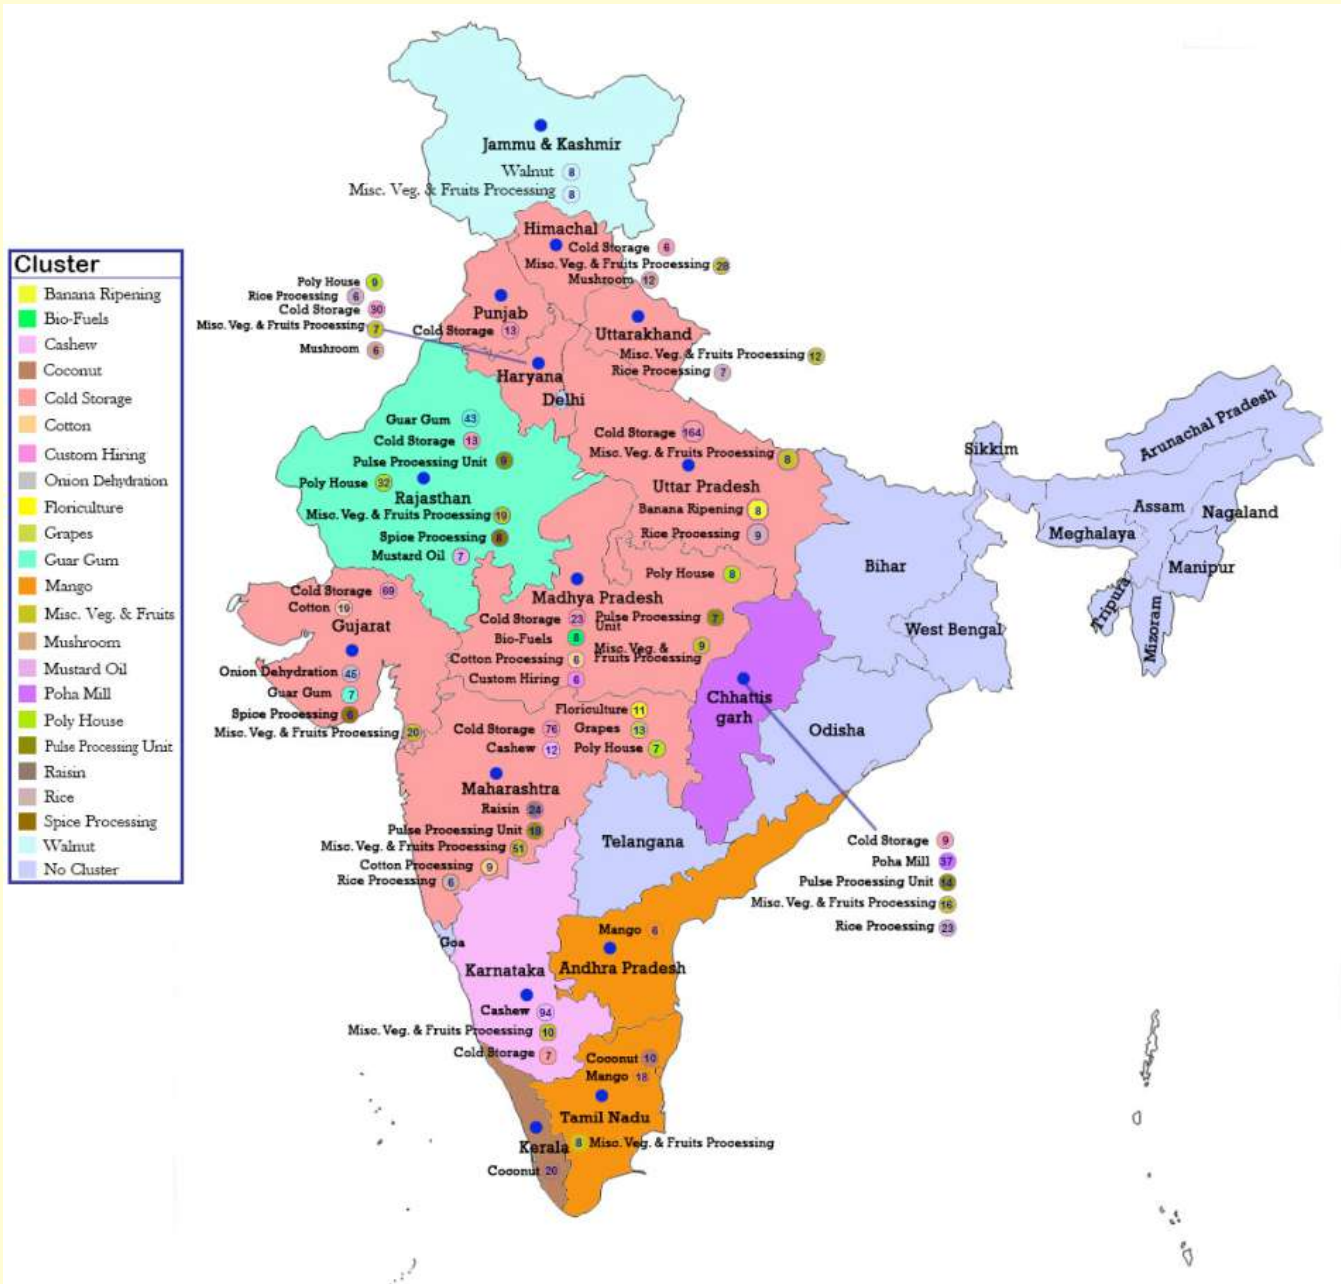 Jammu & Kashmir
Walnut 8
Misc. Veg. & Fruits Processing 8
Himachal
Cold Storage 6
Misc. Veg. & Fruits Processing 28
Mushroom 12
Cluster
Banana Ripening
Bio-Fuels
Cashew
Coconut
Cold Storage
Cotton
Custom Hiring
Onion Dehydration
Floriculture
Grapes
Guar Gum
Mango
Misc. Veg. & Fruits
Mushroom
Mustard Oil
Poha Mill
Poly House
Pulse Processing Unit
Raisin
Rice
Spice Processing
Walnut
No Cluster
Poly House 9
Rice Processing 6
Cold Storage 30
Misc. Veg. & Fruits Processing 7
Mushroom 6
Punjab
Cold Storage 13
Uttarakhand
Misc. Veg. & Fruits Processing 12
Rice Processing 7
Haryana
Delhi
Guar Gum 43
Cold Storage 13
Pulse Processing Unit 9
Poly House 32
Rajasthan
Misc. Veg. & Fruits Processing 19
Spice Processing 8
Mustard Oil 7
Cold Storage 164
Misc. Veg. & Fruits Processing 8
Uttar Pradesh
Banana Ripening 8
Rice Processing 9
Sikkim
Arunachal Pradesh
Assam
Nagaland
Meghalaya
Manipur
Tripura
Mizoram
Bihar
West Bengal
Odisha
Cold Storage 69
Cotton 19
Gujarat
Onion Dehydration 45
Guar Gum 7
Spice Processing 6
Misc. Veg. & Fruits Processing 20
Poly House 8
Madhya Pradesh
Cold Storage 23
Pulse Processing 7
Unit
Bio-Fuels 8
Misc. Veg. & 9
Fruits Processing
Cotton Processing 6
Custom Hiring 6
Chhattis
garh
Floriculture 11
Cold Storage 76
Grapes 13
Cashew 12
Poly House 7
Maharashtra
Raisin 24
Pulse Processing Unit 18
Misc. Veg. & Fruits Processing 51
Cotton Processing 9
Rice Processing 6
Telangana
Cold Storage 9
Poha Mill 37
Pulse Processing Unit 14
Misc. Veg. & Fruits Processing 16
Rice Processing 23
Goa
Mango 6
Andhra Pradesh
Karnataka
Cashew 94
Misc. Veg. & Fruits Processing 10
Cold Storage 7
Coconut 10
Mango 18
Tamil Nadu
8 Misc. Veg. & Fruits Processing
Kerala
Coconut 20